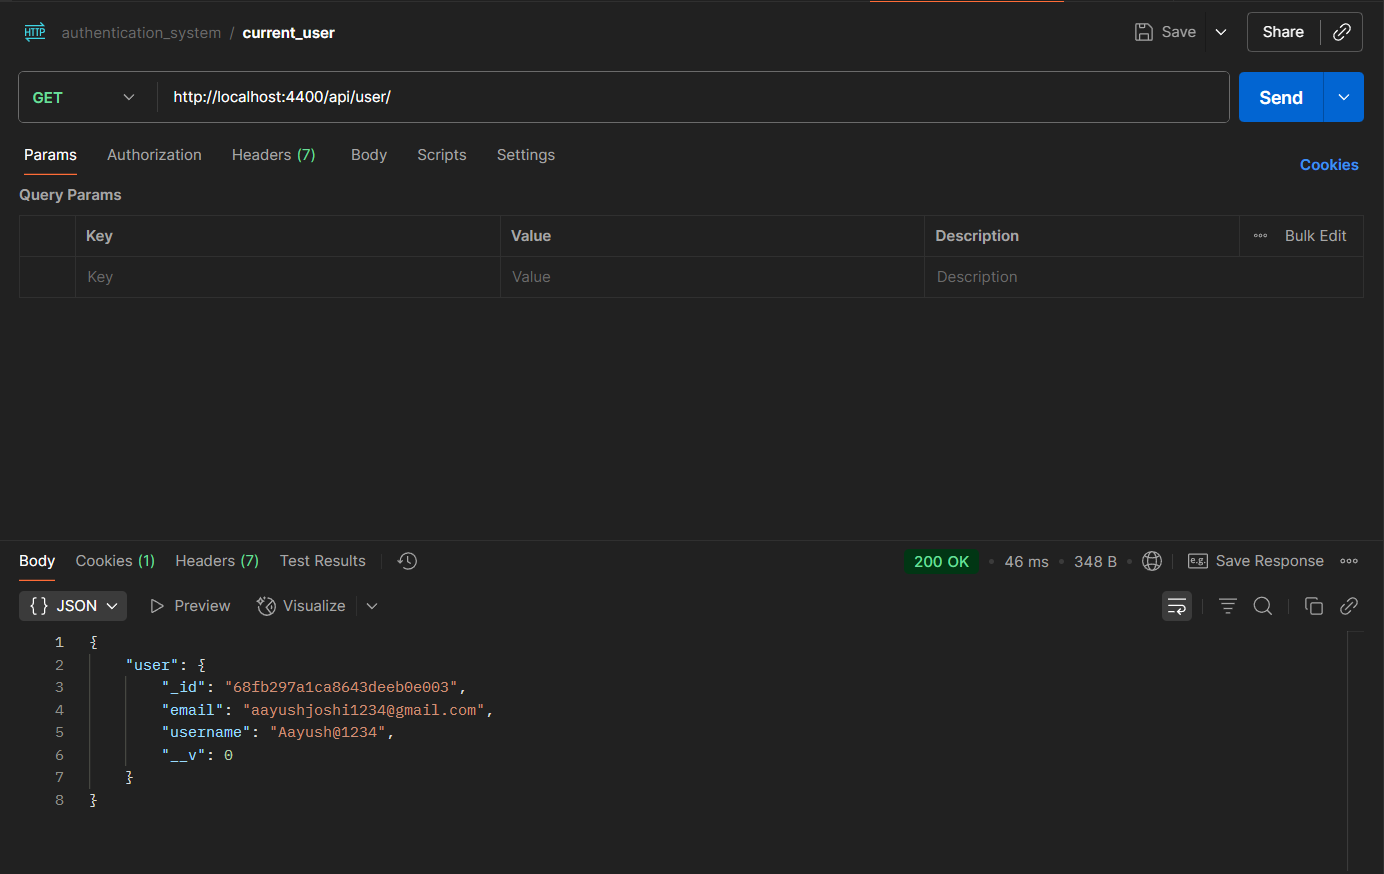 HTTP authentication_system / current_user Save Share
GET http://localhost:4400/api/user/ Send
Params Authorization Headers (7) Body Scripts Settings Cookies
Query Params
Key Value Description Bulk Edit
Key Value Description
Body Cookies (1) Headers (7) Test Results 200 OK • 46 ms • 348 B • e.g. Save Response
{} JSON Preview Visualize
1 {
2 "user": {
3 "_id": "68fb297a1ca8643deeb0e003",
4 "email": "aayushjoshi1234@gmail.com",
5 "username": "Aayush@1234",
6 "__v": 0
7 }
8 }